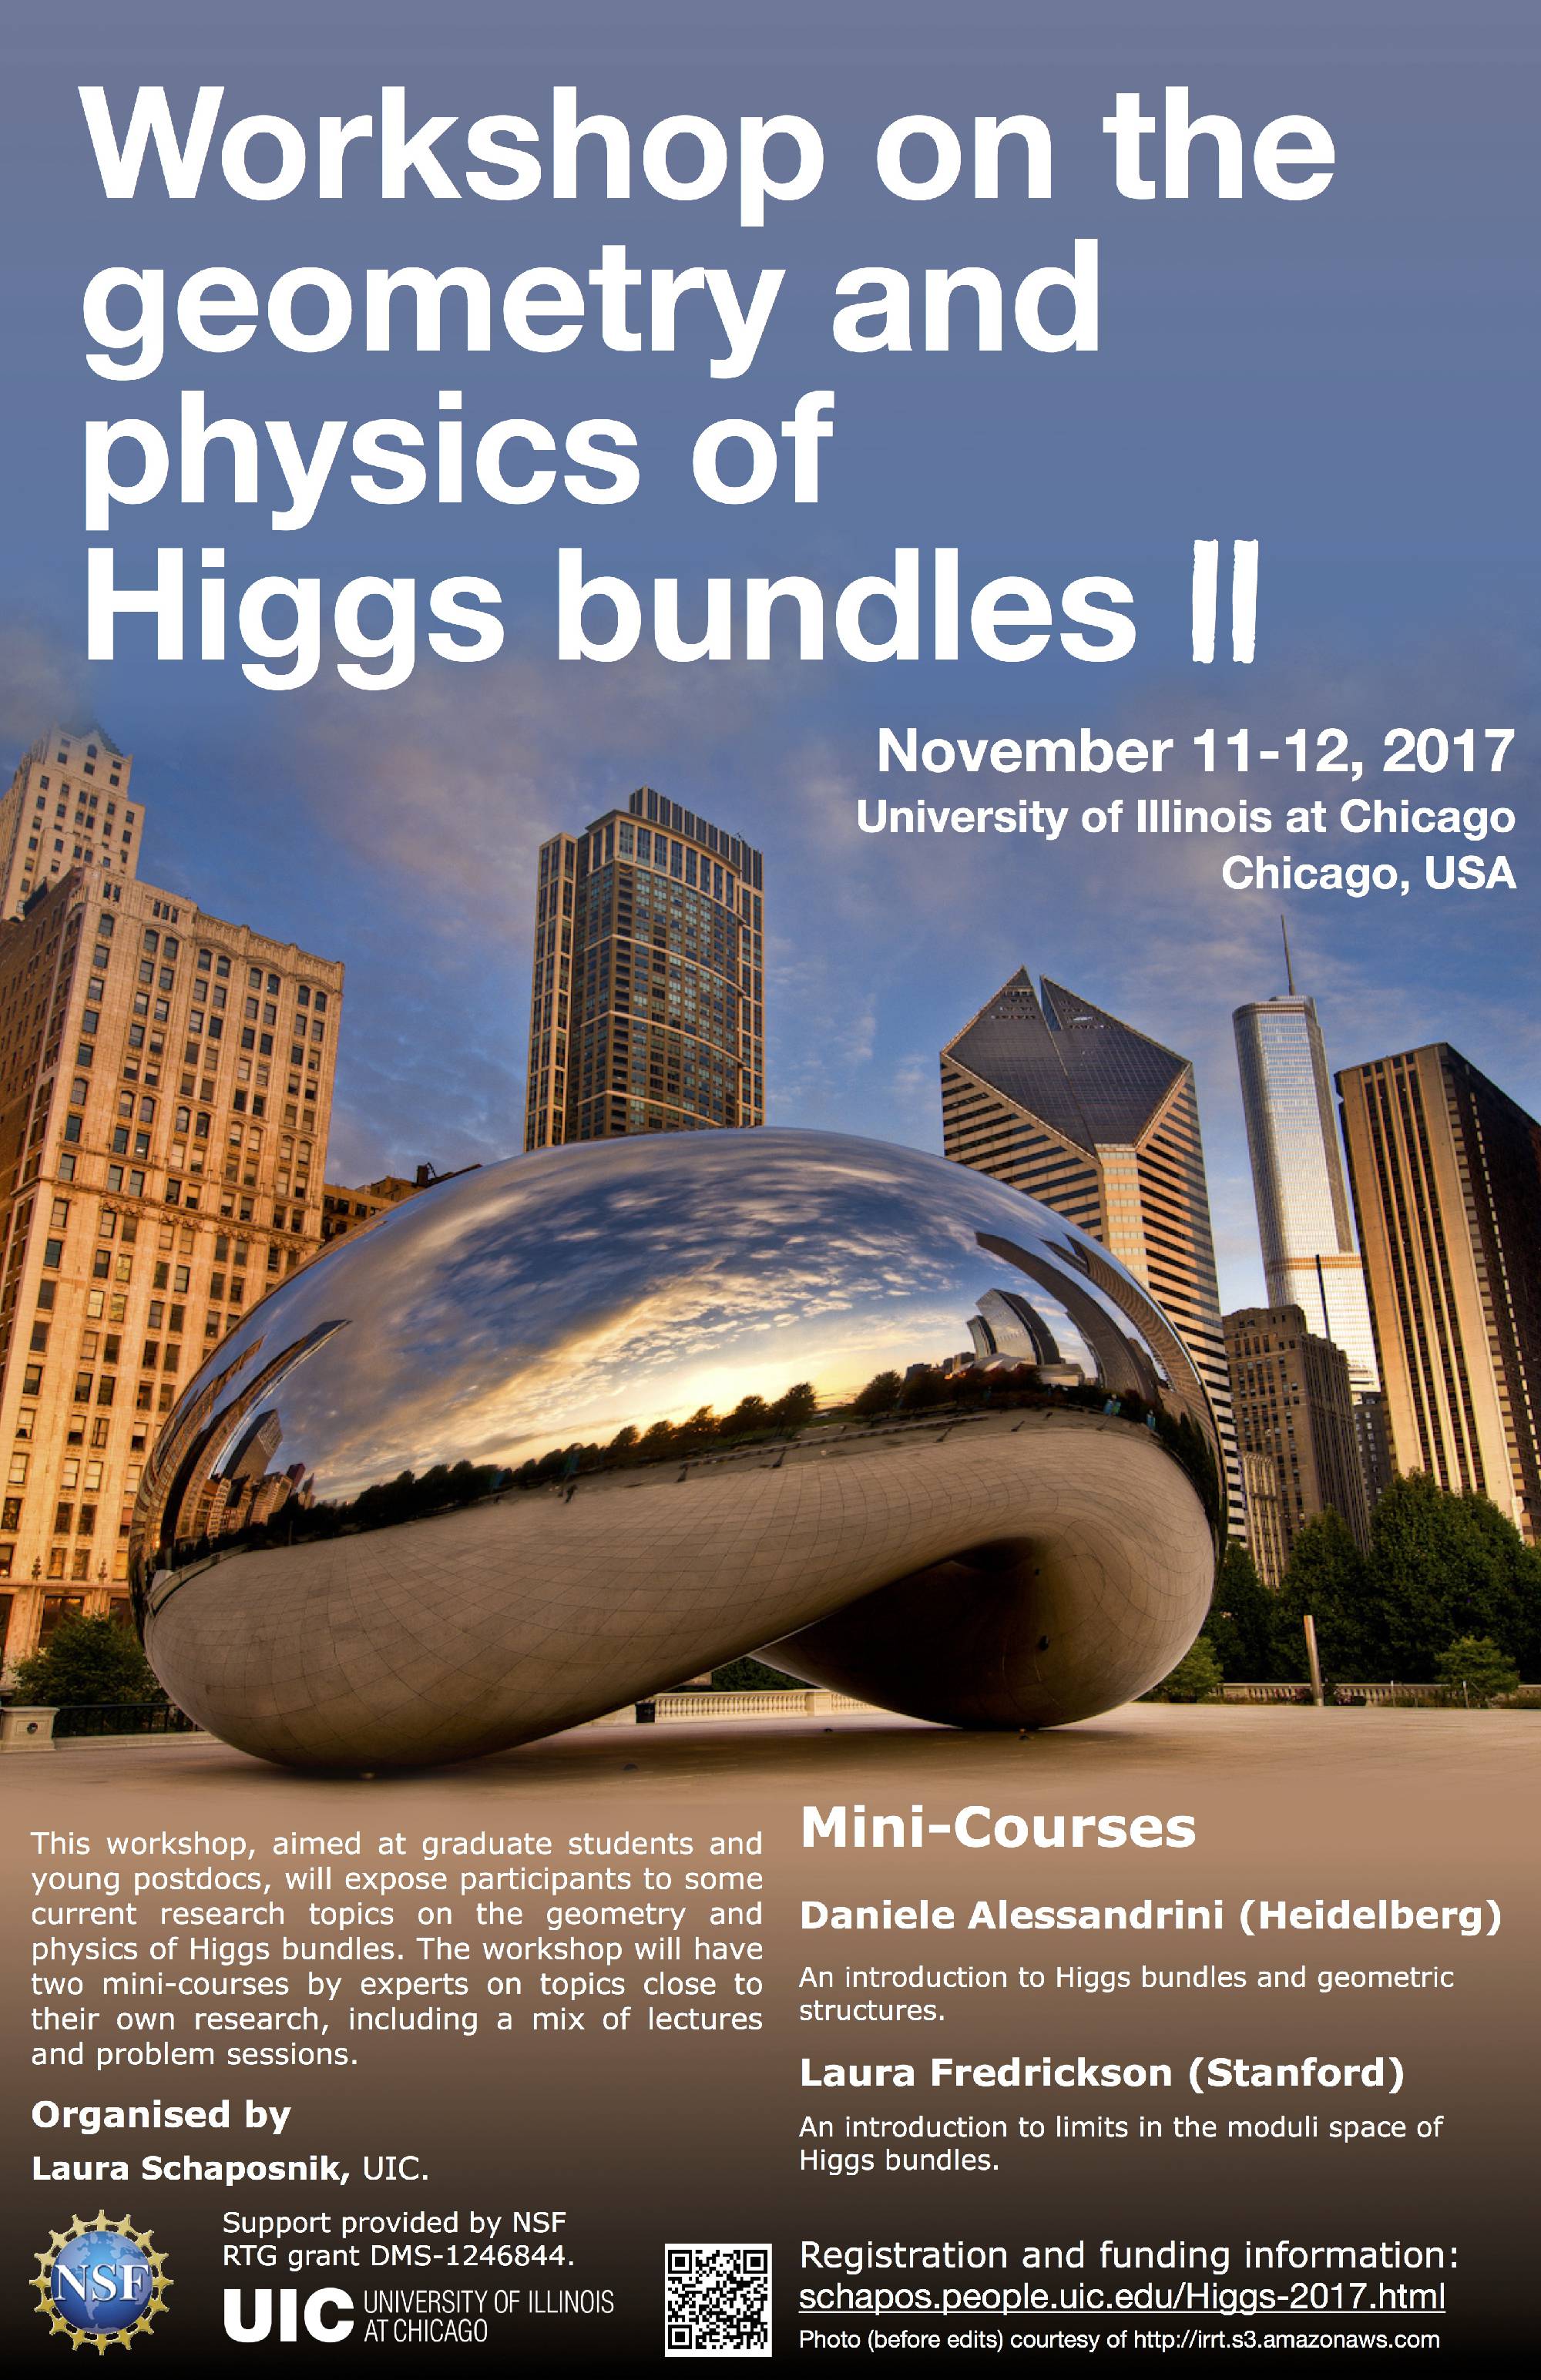 Workshop on the
geometry and
physics of
Higgs bundles II
November 11-12, 2017
University of Illinois at Chicago
Chicago, USA
This workshop, aimed at graduate students and
young postdocs, will expose participants to some
current research topics on the geometry and
physics of Higgs bundles. The workshop will have
two mini-courses by experts on topics close to
their own research, including a mix of lectures
and problem sessions.
Organised by
Laura Schaposnik, UIC.
NSF
Support provided by NSF
RTG grant DMS-1246844.
UIC UNIVERSITY OF ILLINOIS
AT CHICAGO
Mini-Courses
Daniele Alessandrini (Heidelberg)
An introduction to Higgs bundles and geometric
structures.
Laura Fredrickson (Stanford)
An introduction to limits in the moduli space of
Higgs bundles.
Registration and funding information:
schapos.people.uic.edu/Higgs-2017.html
Photo (before edits) courtesy of http://irrt.s3.amazonaws.com